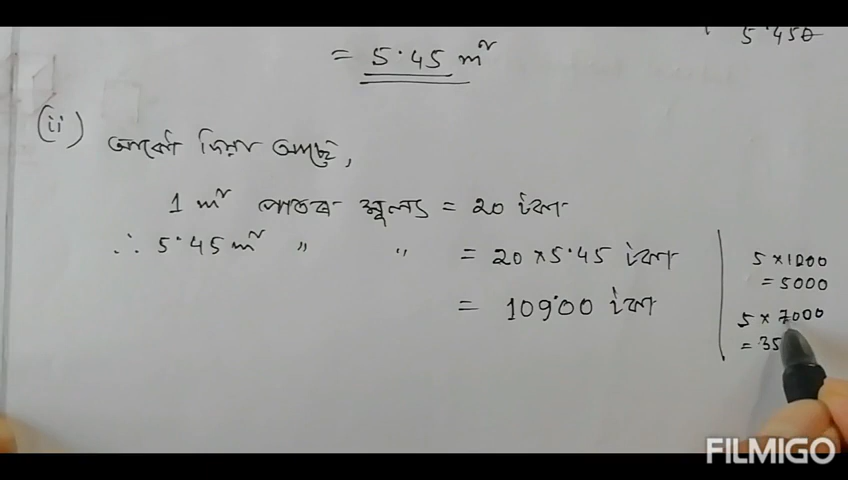 = 5.45 m²
5.450
(ii) আকৌ দিয়া আছে,
1 m² পাতৰ মূল্য = 20 টকা
∴ 5.45 m² " " = 20 × 5.45 টকা
= 109.00 টকা
5 × 1000
= 5000
5 × 7000
= 35
FILMIGO